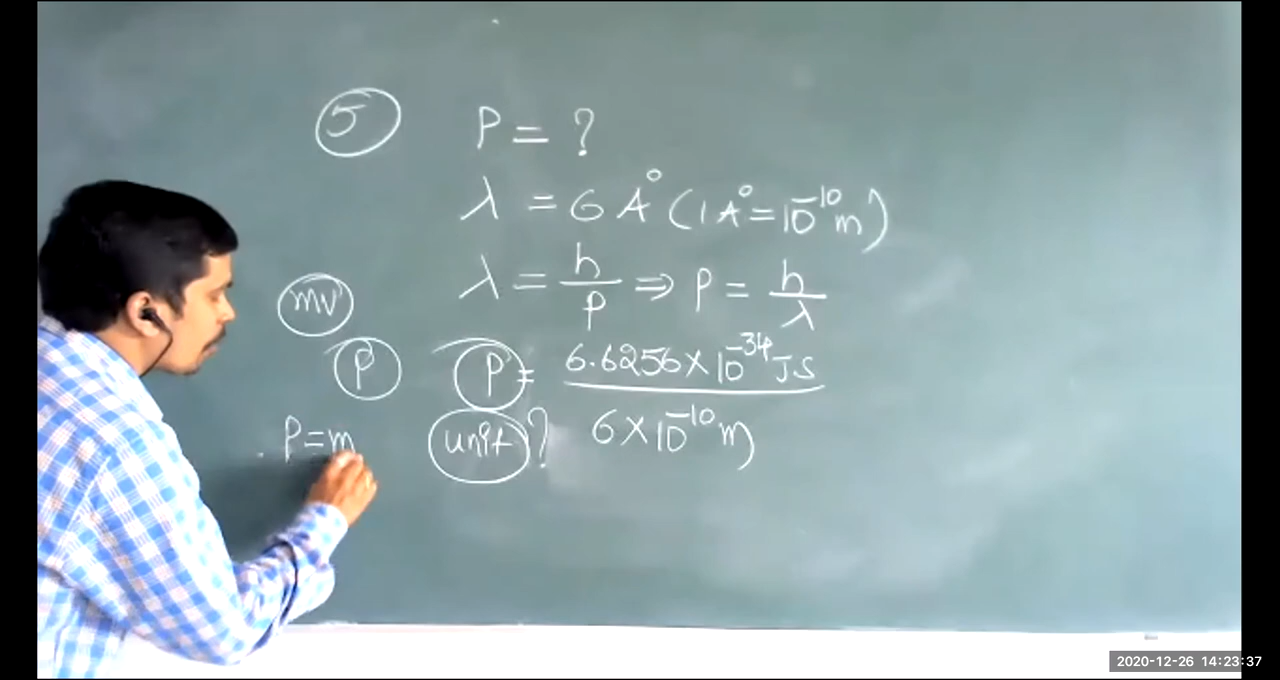 5 P = ?
λ = 6 A° (1 A° = 10⁻¹⁰ m)
λ = h/P ⇒ P = h/λ
mv
P P = 6.6256 × 10⁻³⁴ JS
P = m unit ? 6 × 10⁻¹⁰ m
2020-12-26 14:23:37